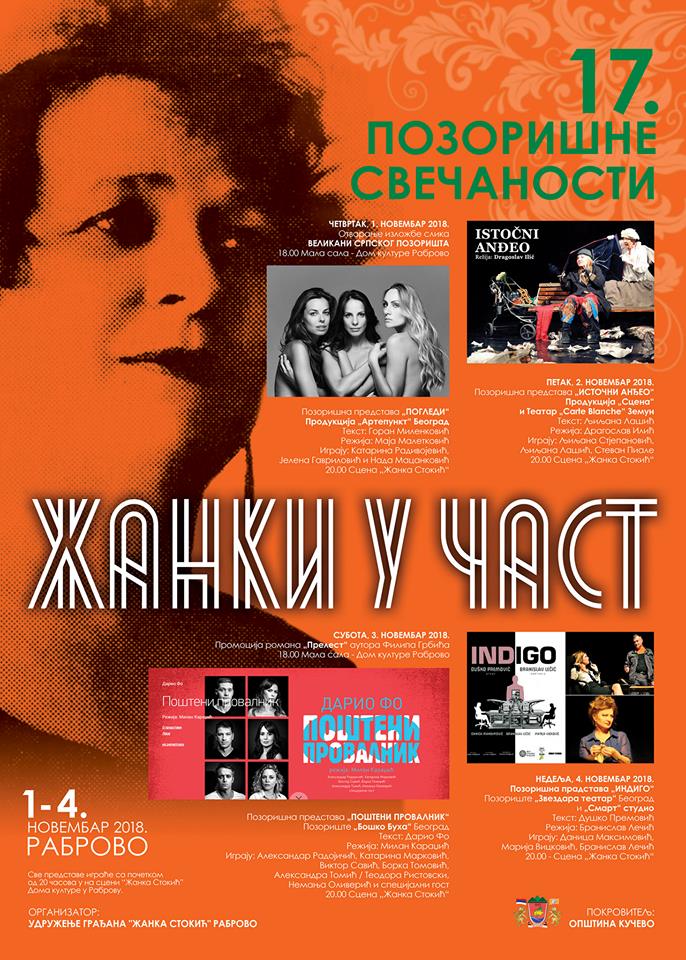 17.
ПОЗОРИШНЕ
СВЕЧАНОСТИ
ЧЕТВРТАК, 1. НОВЕМБАР 2018.
Отварање изложбе слика
ВЕЛИКАНИ СРПСКОГ ПОЗОРИШТА
18.00 Мала сала - Дом културе Раброво
Позоришна представа „ПОГЛЕДИ“
Продукција „Артепункт“ Београд
Текст: Горан Миленковић
Режија: Маја Малетковић
Играју: Катарина Радивојевић,
Јелена Гавриловић и Нада Мацанковић
20.00 Сцена „Жанка Стокић“
ISTOČNI
ANĐEO
Režija: Dragoslav Ilić
ПЕТАК, 2. НОВЕМБАР 2018.
Позоришна представа „ИСТОЧНИ АНЂЕО“
Продукција „Сцена“
и Театар „Carte Blanche“ Земун
Текст: Љиљана Лашић
Режија: Драгослав Илић
Играју: Љиљана Стјепановић,
Љиљана Лашић, Стеван Пиале
20.00 Сцена „Жанка Стокић“
ЖАНКИ У ЧАСТ
СУБОТА, 3. НОВЕМБАР 2018.
Промоција романа „Прелест“ аутора Филипа Грбића
18.00 Мала сала - Дом културе Раброво
Дарио Фо
Поштени провалник
Режија: Милан Караџић
ДАРИО ФО
ПОШТЕНИ
ПРОВАЛНИК
режија: Милан Караџић
Позоришна представа „ПОШТЕНИ ПРОВАЛНИК“
Позориште „Бошко Буха“ Београд
Текст: Дарио Фо
Режија: Милан Караџић
Играју: Александар Радојичић, Катарина Марковић,
Виктор Савић, Борка Томовић,
Александра Томић / Теодора Ристовски,
Немања Оливерић и специјални гост
20.00 Сцена „Жанка Стокић“
INDIGO
DUŠKO PREMOVIĆ
BRANISLAV LEČIĆ
НЕДЕЉА, 4. НОВЕМБАР 2018.
Позоришна прадстава „ИНДИГО“
Позориште „Звездара театар“ Београд
и „Смарт“ студио
Текст: Душко Премовић
Режија: Бранислав Лечић
Играју: Даница Максимовић,
Марија Вицковић, Бранислав Лечић
20.00 - Сцена „Жанка Стокић“
1-4.
НОВЕМБАР 2018.
РАБРОВО
Све представе играће са почетком
од 20 часова у на сцени "Жанка Стокић"
Дома културе у Раброву.
ОРГАНИЗАТОР:
УДРУЖЕЊЕ ГРАЂАНА "ЖАНКА СТОКИЋ" РАБРОВО
ПОКРОВИТЕЉ:
ОПШТИНА КУЧЕВО